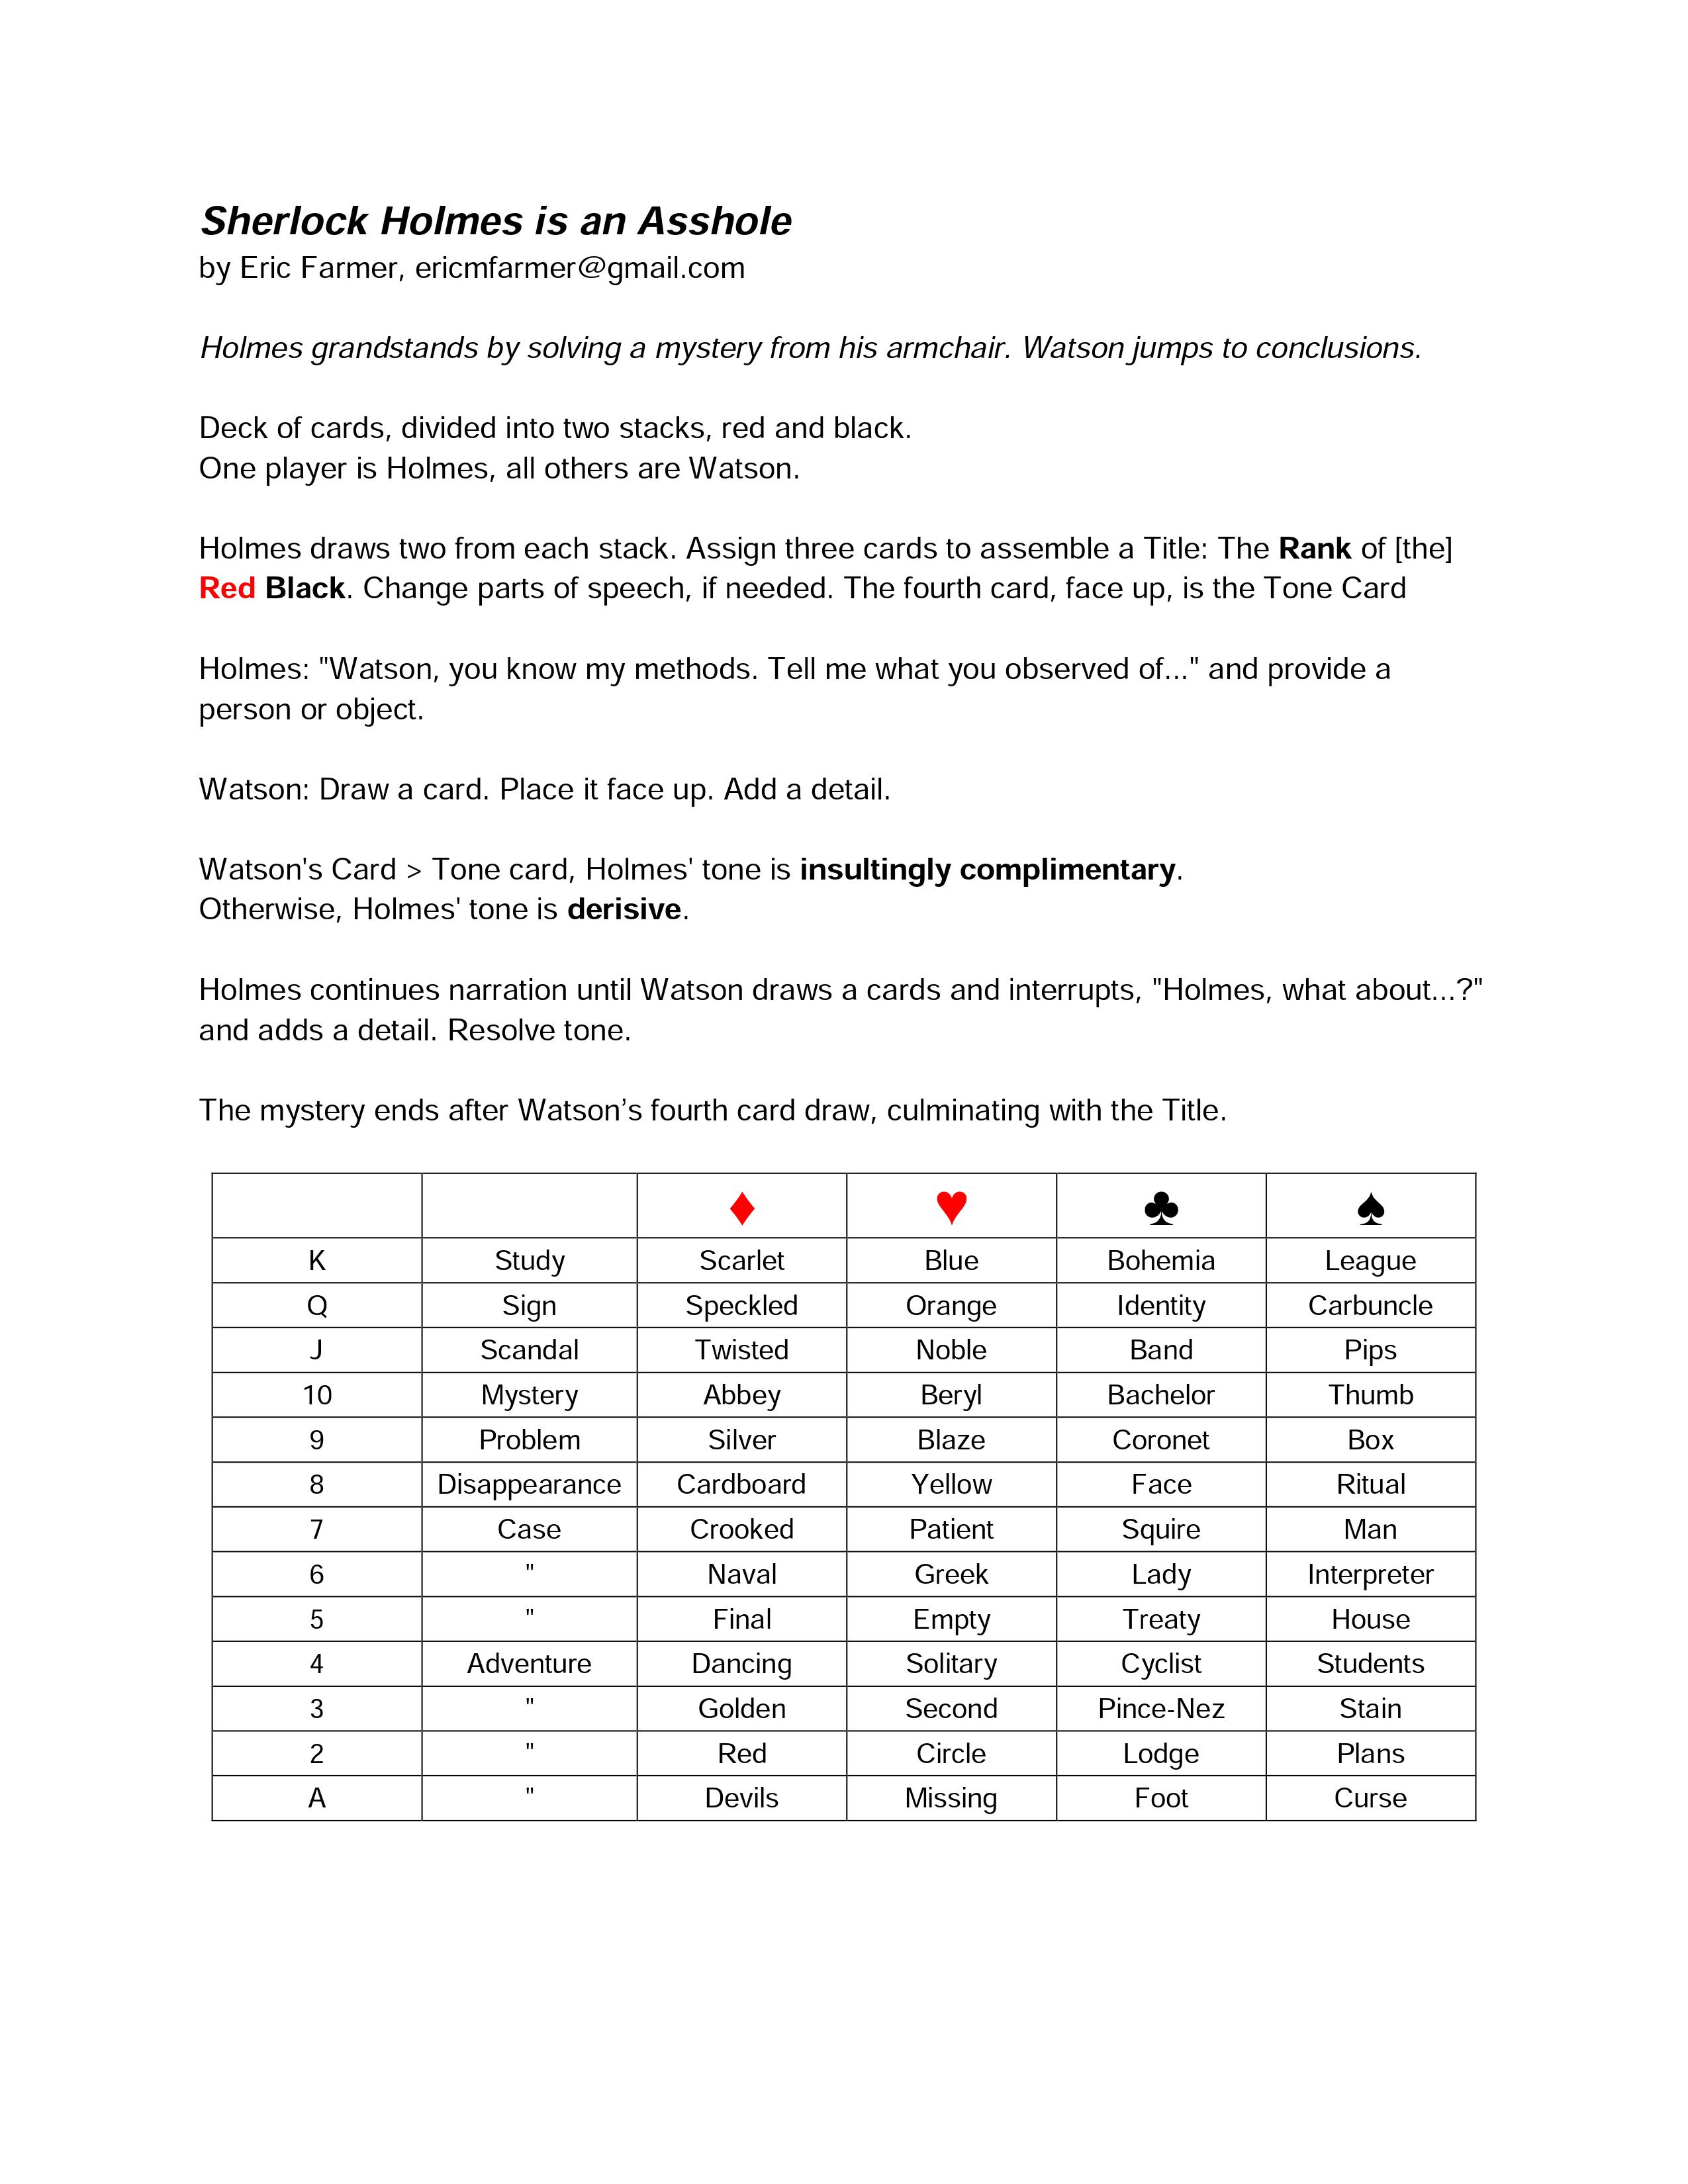 Sherlock Holmes is an Asshole
by Eric Farmer, ericmfarmer@gmail.com
Holmes grandstands by solving a mystery from his armchair. Watson jumps to conclusions.
Deck of cards, divided into two stacks, red and black.
One player is Holmes, all others are Watson.
Holmes draws two from each stack. Assign three cards to assemble a Title: The Rank of [the]
Red Black. Change parts of speech, if needed. The fourth card, face up, is the Tone Card
Holmes: "Watson, you know my methods. Tell me what you observed of..." and provide a
person or object.
Watson: Draw a card. Place it face up. Add a detail.
Watson's Card > Tone card, Holmes' tone is insultingly complimentary.
Otherwise, Holmes' tone is derisive.
Holmes continues narration until Watson draws a cards and interrupts, "Holmes, what about...?"
and adds a detail. Resolve tone.
The mystery ends after Watson’s fourth card draw, culminating with the Title.
♦ ♥ ♣ ♠
K Study Scarlet Blue Bohemia League
Q Sign Speckled Orange Identity Carbuncle
J Scandal Twisted Noble Band Pips
10 Mystery Abbey Beryl Bachelor Thumb
9 Problem Silver Blaze Coronet Box
8 Disappearance Cardboard Yellow Face Ritual
7 Case Crooked Patient Squire Man
6 " Naval Greek Lady Interpreter
5 " Final Empty Treaty House
4 Adventure Dancing Solitary Cyclist Students
3 " Golden Second Pince-Nez Stain
2 " Red Circle Lodge Plans
A " Devils Missing Foot Curse